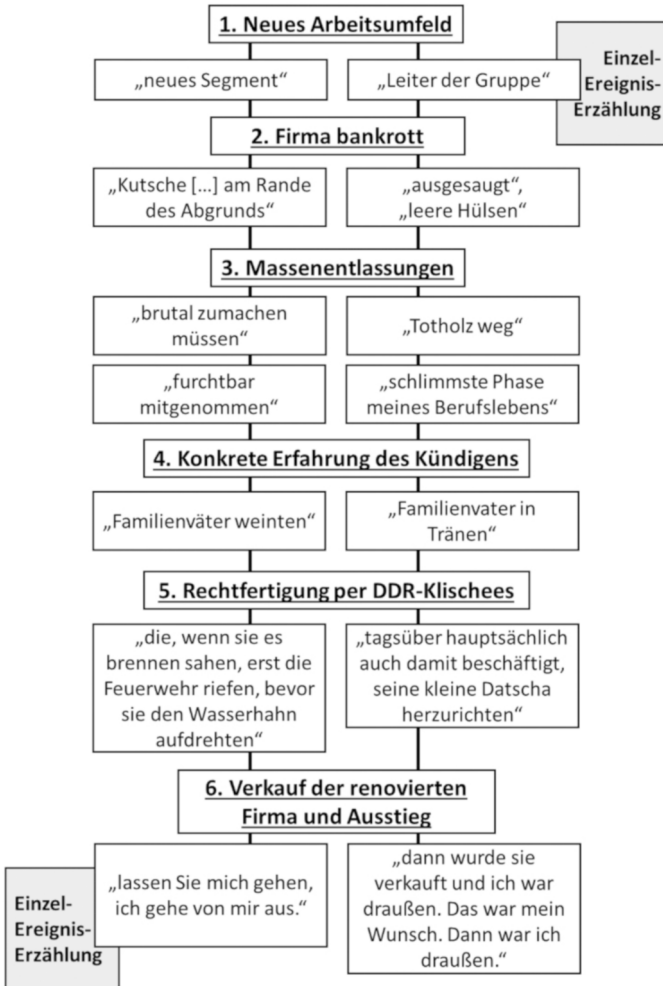 1. Neues Arbeitsumfeld
„neues Segment“
„Leiter der Gruppe“
Einzel-
Ereignis-
Erzählung
2. Firma bankrott
„Kutsche [...] am Rande
des Abgrunds“
„ausgesaugt“,
„leere Hülsen“
3. Massenentlassungen
„brutal zumachen
müssen“
„Totholz weg“
„furchtbar
mitgenommen“
„schlimmste Phase
meines Berufslebens“
4. Konkrete Erfahrung des Kündigens
„Familienväter weinten“
„Familienvater in
Tränen“
5. Rechtfertigung per DDR-Klischees
„die, wenn sie es
brennen sahen, erst die
Feuerwehr riefen, bevor
sie den Wasserhahn
aufdrehten“
„tagsüber hauptsächlich
auch damit beschäftigt,
seine kleine Datscha
herzurichten“
6. Verkauf der renovierten
Firma und Ausstieg
„lassen Sie mich gehen,
ich gehe von mir aus.“
„dann wurde sie
verkauft und ich war
draußen. Das war mein
Wunsch. Dann war ich
draußen.“
Einzel-
Ereignis-
Erzählung